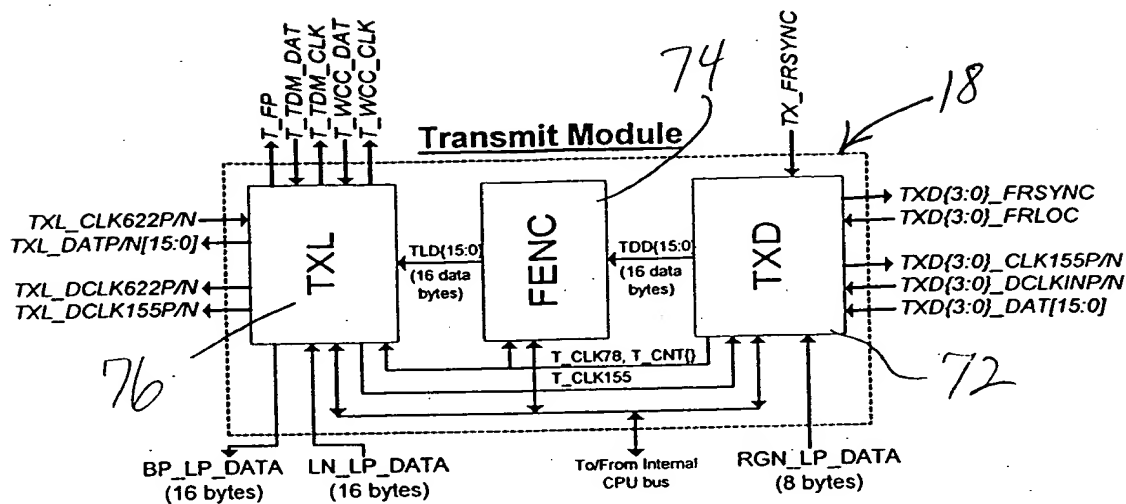 T_FP
T_TDM_DAT
T_TDM_CLK
T_WCC_DAT
T_WCC_CLK
74
TX_FRSYNC
18
Transmit Module
TXL_CLK622P/N
TXL_DATP/N[15:0]
TXL_DCLK622P/N
TXL_DCLK155P/N
TXL
TLD{15:0}
(16 data
bytes)
FENC
TDD{15:0}
(16 data
bytes)
TXD
TXD{3:0}_FRSYNC
TXD{3:0}_FRLOC
TXD{3:0}_CLK155P/N
TXD{3:0}_DCLKINP/N
TXD{3:0}_DAT[15:0]
T_CLK78, T_CNT{}
T_CLK155
76
72
BP_LP_DATA
(16 bytes)
LN_LP_DATA
(16 bytes)
To/From Internal
CPU bus
RGN_LP_DATA
(8 bytes)